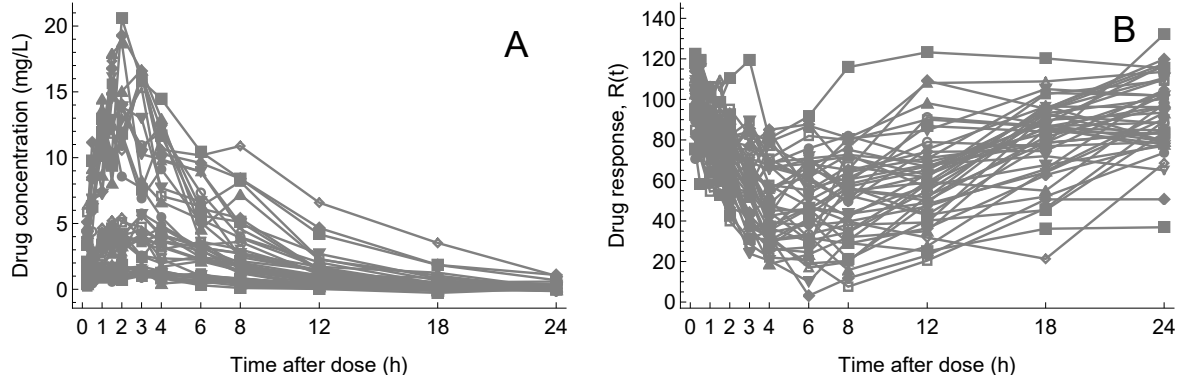 A
Drug concentration (mg/L)
20
15
10
5
0
0 1 2 3 4 6 8 12 18 24
Time after dose (h)
B
Drug response, R(t)
140
120
100
80
60
40
20
0
0 1 2 3 4 6 8 12 18 24
Time after dose (h)